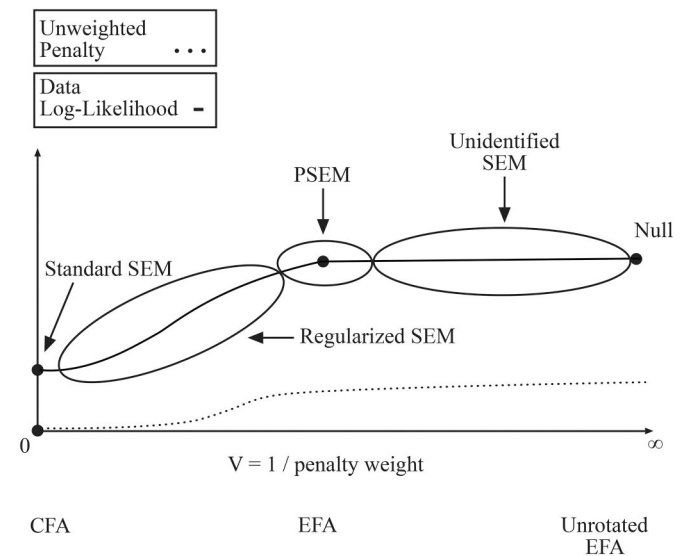 Unweighted
Penalty ...
Data
Log-Likelihood -
Unidentified
SEM
PSEM
Null
Standard SEM
Regularized SEM
0
∞
V = 1 / penalty weight
CFA
EFA
Unrotated
EFA